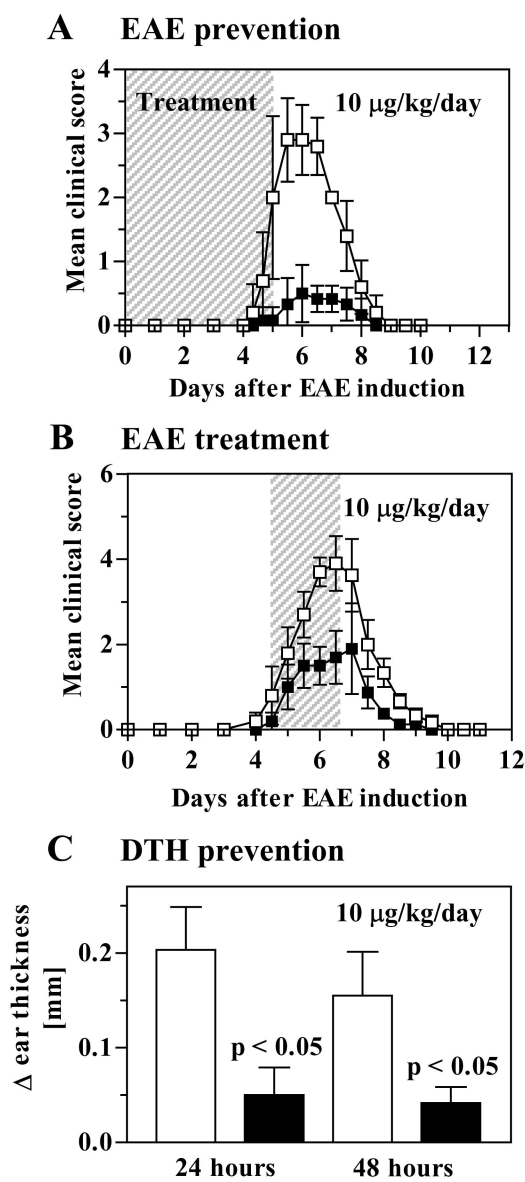 A EAE prevention
Mean clinical score
4
3
2
1
0
Treatment
10 μg/kg/day
0 2 4 6 8 10 12
Days after EAE induction
B EAE treatment
Mean clinical score
6
4
2
0
10 μg/kg/day
0 2 4 6 8 10 12
Days after EAE induction
C DTH prevention
Δ ear thickness
[mm]
0.2
0.1
0.0
10 μg/kg/day
p < 0.05
p < 0.05
24 hours 48 hours